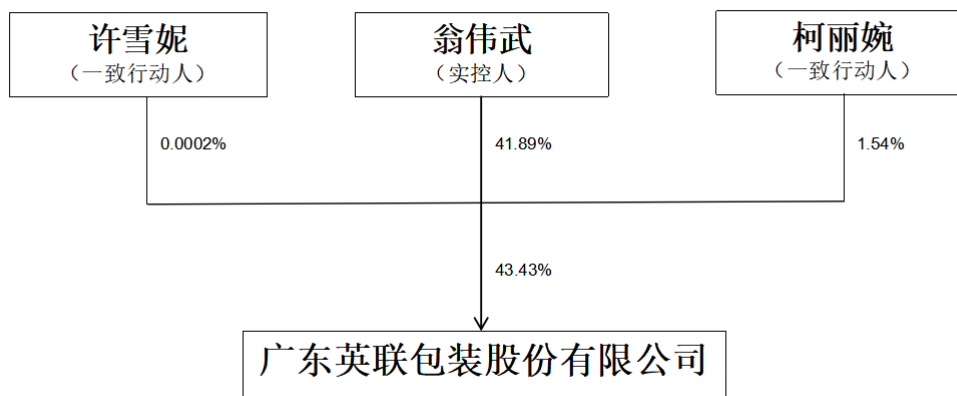 许雪妮
（一致行动人）
翁伟武
（实控人）
柯丽婉
（一致行动人）
0.0002%
41.89%
1.54%
43.43%
广东英联包装股份有限公司